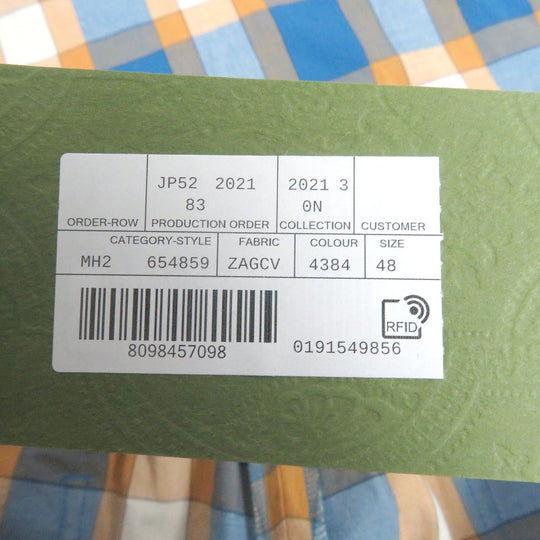 JP52 2021 2021 3
83 0N
ORDER-ROW PRODUCTION ORDER COLLECTION CUSTOMER
CATEGORY-STYLE FABRIC COLOUR SIZE
MH2 654859 ZAGCV 4384 48
RFID
8098457098 0191549856